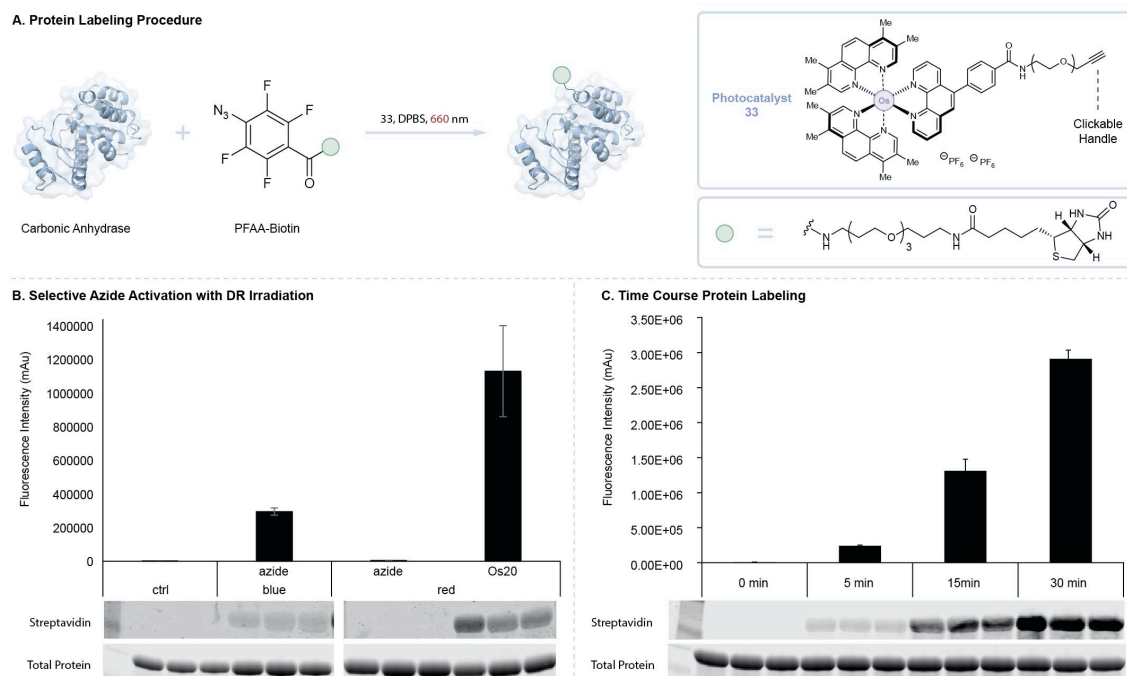 A. Protein Labeling Procedure
Carbonic Anhydrase
+
N3
F
F
F
F
O
PFAA-Biotin
33, DPBS, 660 nm
Photocatalyst
33
Me
Me
Me
Me
Me
Me
Me
Me
N
N
N
N
N
N
Os
O
N
H
O
⊖PF6 ⊖PF6
Clickable
Handle
=
N
H
O
3
N
H
O
H
H
S
HN
NH
O
B. Selective Azide Activation with DR Irradiation
Fluorescence Intensity (mAu)
1400000
1200000
1000000
800000
600000
400000
200000
0
azide
azide
Os20
ctrl
blue
red
Streptavidin
Total Protein
C. Time Course Protein Labeling
Fluorescence Intensity (mAu)
3.50E+06
3.00E+06
2.50E+06
2.00E+06
1.50E+06
1.00E+06
5.00E+05
0.00E+00
0 min
5 min
15min
30 min
Streptavidin
Total Protein